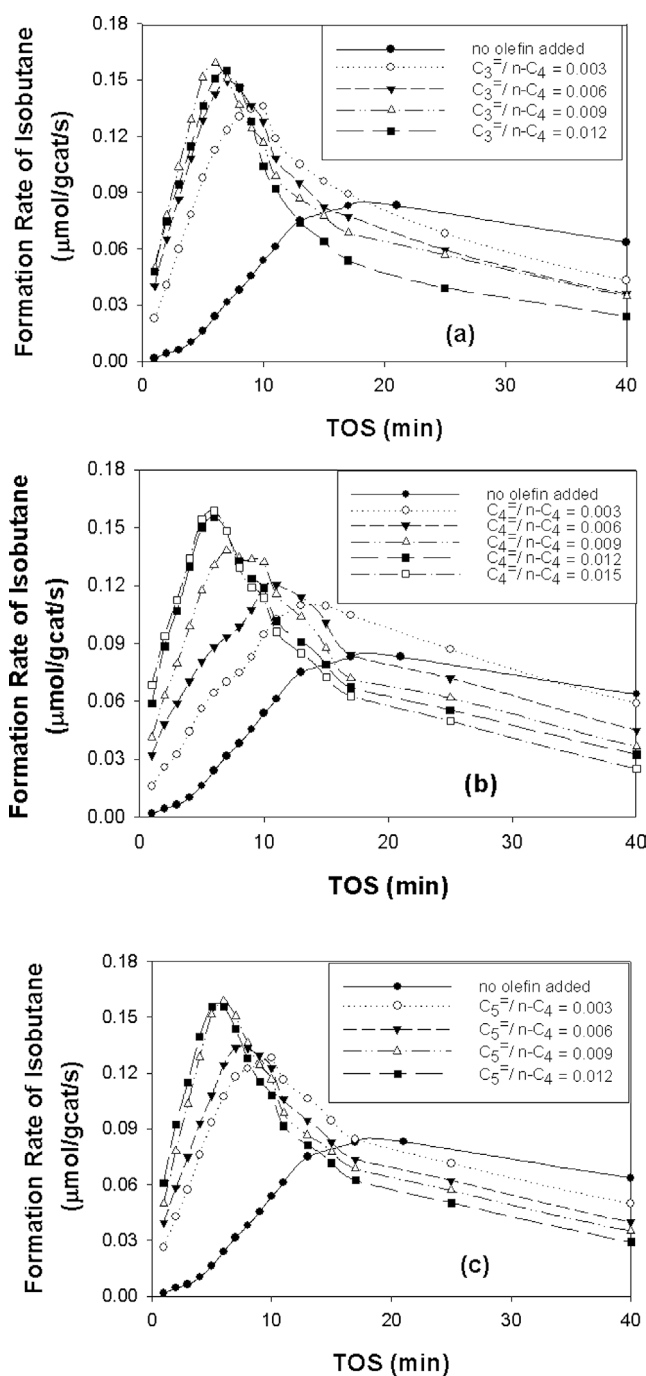 Formation Rate of Isobutane
(μmol/gcat/s)
0.18
0.15
0.12
0.09
0.06
0.03
0.00
no olefin added
C3=/ n-C4 = 0.003
C3=/ n-C4 = 0.006
C3=/ n-C4 = 0.009
C3=/ n-C4 = 0.012
(a)
0 10 20 30 40
TOS (min)
Formation Rate of Isobutane
(μmol/gcat/s)
0.18
0.15
0.12
0.09
0.06
0.03
0.00
no olefin added
C4=/ n-C4 = 0.003
C4=/ n-C4 = 0.006
C4=/ n-C4 = 0.009
C4=/ n-C4 = 0.012
C4=/ n-C4 = 0.015
(b)
0 10 20 30 40
TOS (min)
Formation Rate of Isobutane
(μmol/gcat/s)
0.18
0.15
0.12
0.09
0.06
0.03
0.00
no olefin added
C5=/ n-C4 = 0.003
C5=/ n-C4 = 0.006
C5=/ n-C4 = 0.009
C5=/ n-C4 = 0.012
(c)
0 10 20 30 40
TOS (min)